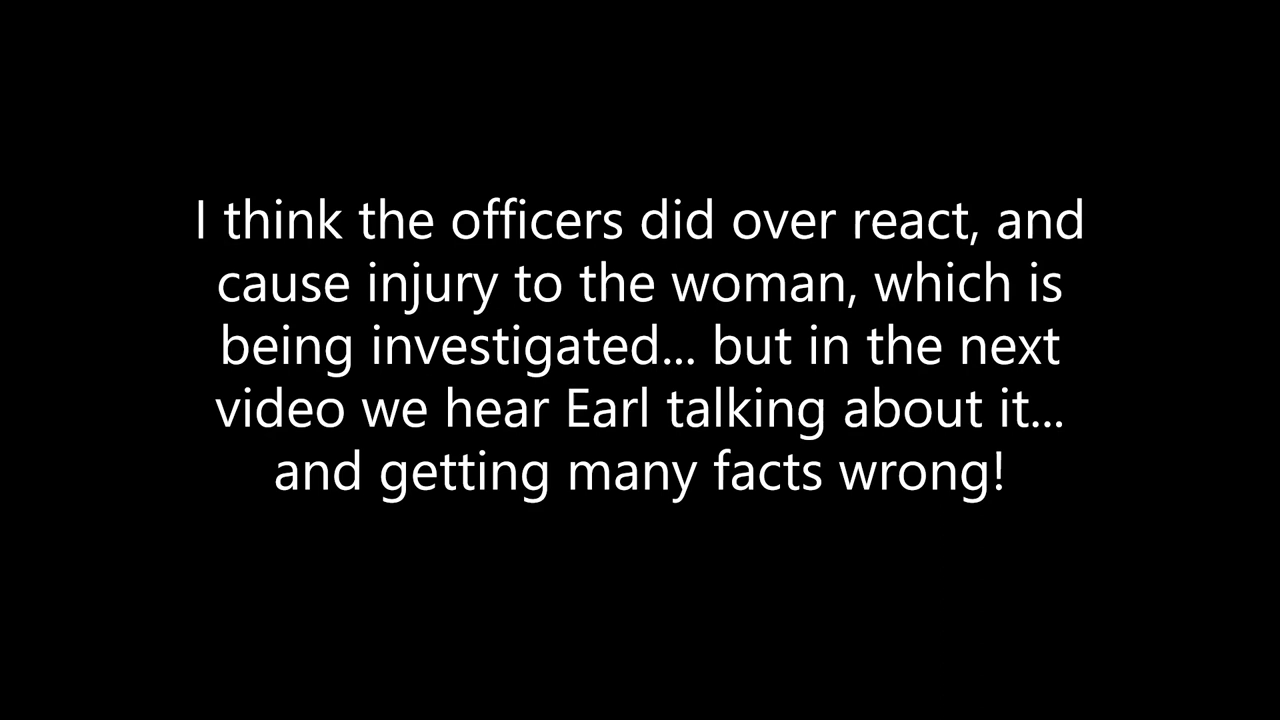 I think the officers did over react, and
cause injury to the woman, which is
being investigated... but in the next
video we hear Earl talking about it...
and getting many facts wrong!